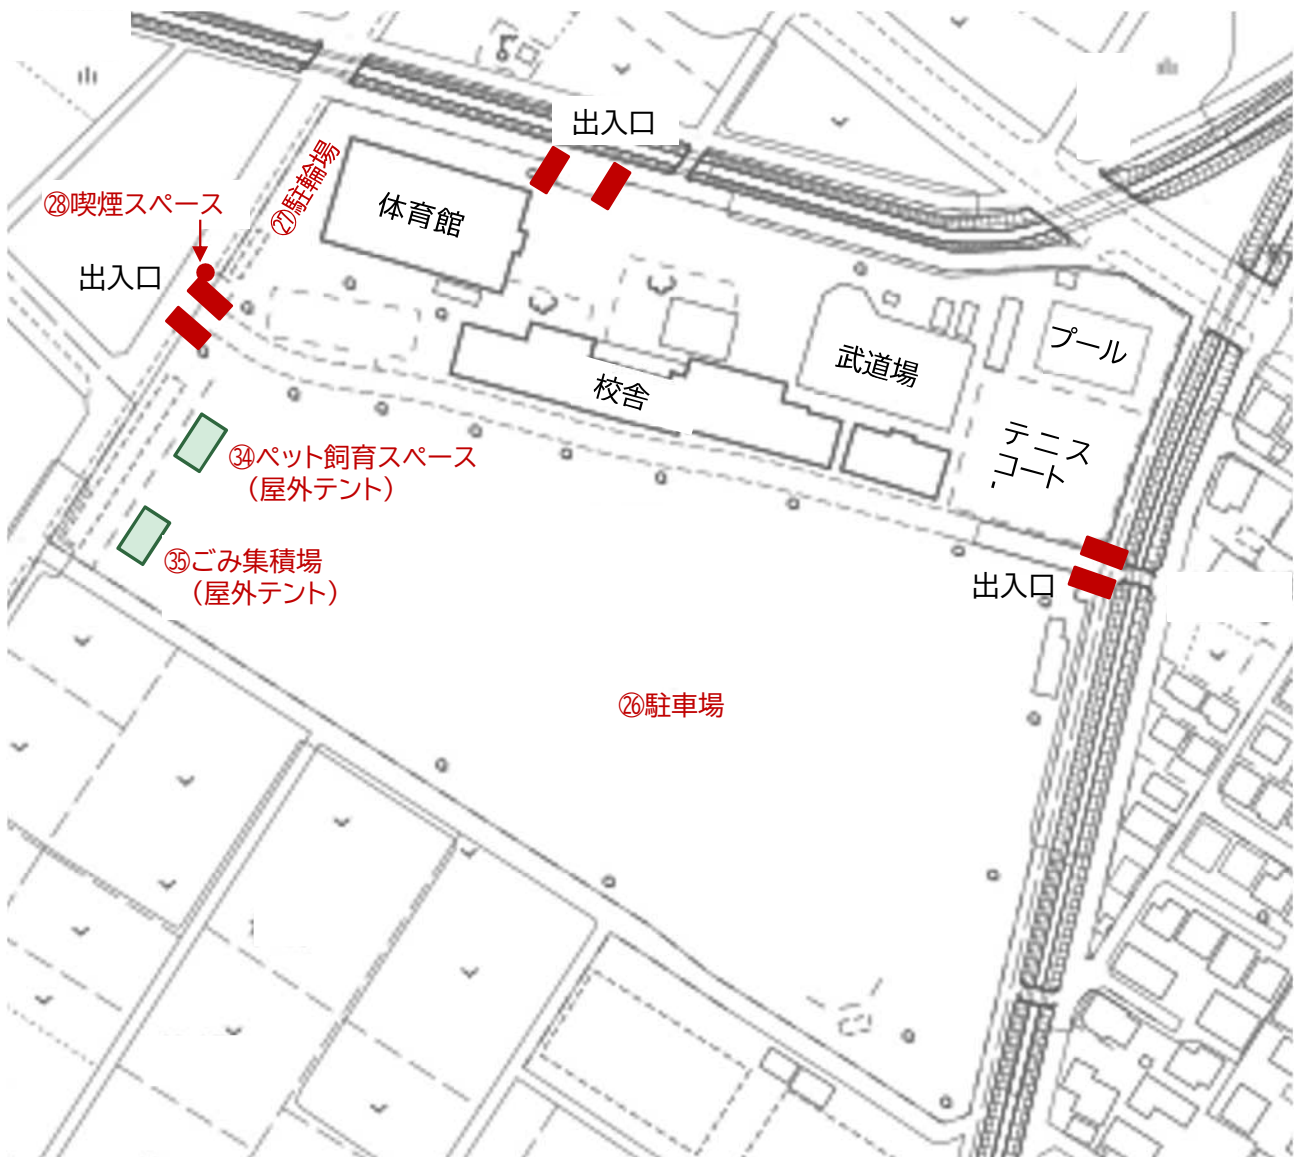 出入口
㉗駐輪場
㉘喫煙スペース
体育館
出入口
プール
武道場
校舎
テニス
コート
㉞ペット飼育スペース
（屋外テント）
㉟ごみ集積場
（屋外テント）
出入口
㉖駐車場